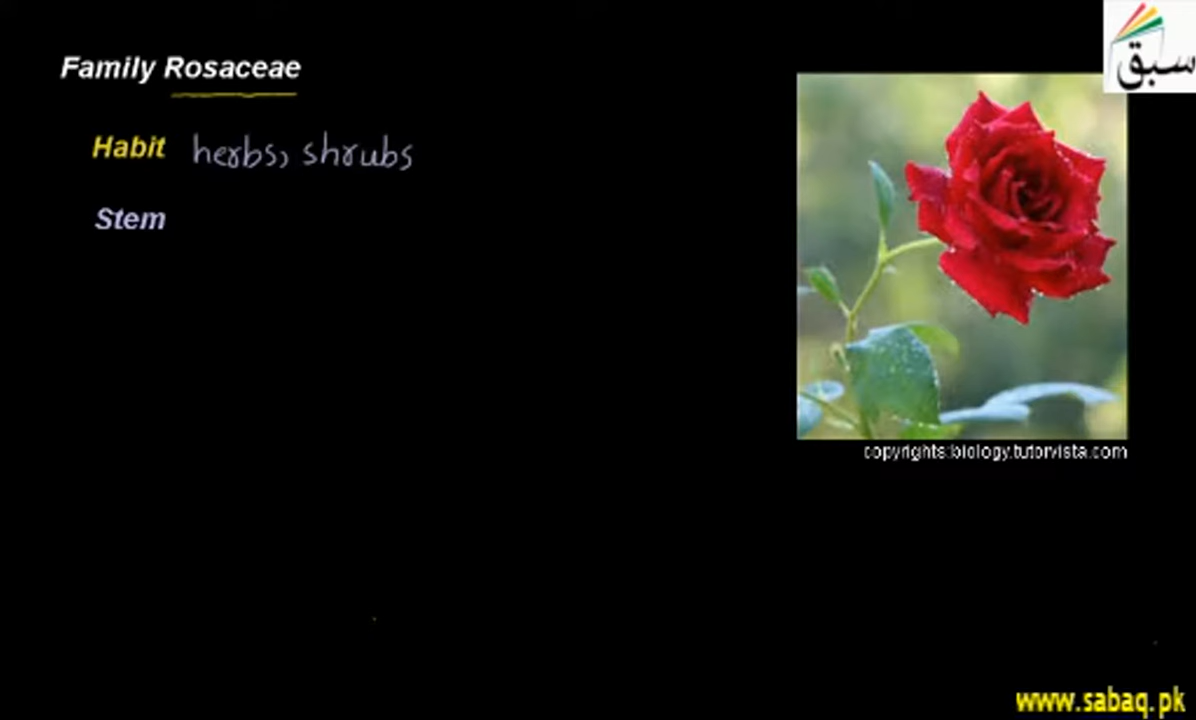 سبق
Family Rosaceae
Habit herbs, shrubs
Stem
copyrights:biology.tutorvista.com
www.sabaq.pk